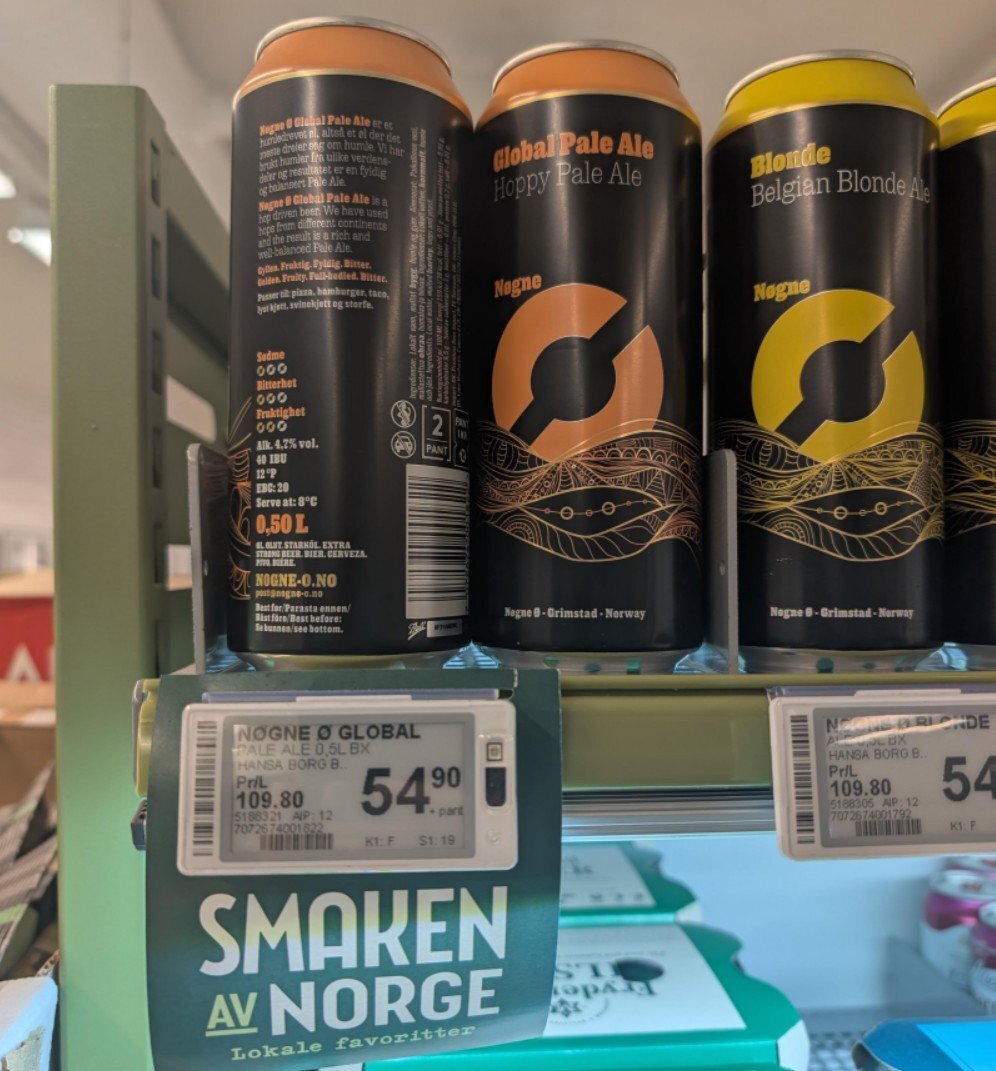 Nøgne Ø Global Pale Ale er et
humledrevet øl, altså et øl der det
meste dreier seg om humle. Vi har
brukt humler fra ulike verdens-
deler og resultatet er en fyldig
og balansert Pale Ale.
Nøgne Ø Global Pale Ale is a
hop driven beer. We have used
hops from different continents
and the result is a rich and
well-balanced Pale Ale.
Gyllen. Fruktig. Fyldig. Bitter.
Golden. Fruity. Full-bodied. Bitter.
Passer til: pizza, hamburger, taco,
lyst kjøtt, svinekjøtt og storfe.
Sødme
Bitterhet
Fruktighet
Alk. 4,7% vol.
40 IBU
12 °P
EBC: 20
Serve at: 8°C
0,50 L
ØL. ÖLUT. STARKÖL. EXTRA
STRONG BEER. BIER. CERVEZA.
PIVO. BIÈRE.
NOGNE-O.NO
post@nogne-o.no
Best før/Parasta ennen/
Bäst före/Best before:
Se bunnen/see bottom.
2
PANT
Ball
Global Pale Ale
Hoppy Pale Ale
Nøgne
Ø
Nøgne Ø - Grimstad - Norway
Blonde
Belgian Blonde Ale
Nøgne
Ø
Nøgne Ø - Grimstad - Norway
NØGNE Ø GLOBAL
PALE ALE 0,5L BX
HANSA BORG B..
Pr/L
109.80
54 90
+ pant
5188321 AIP: 12
7072674001822
K1: F S1: 19
NØGNE Ø BLONDE
ALE 0,5L BX
HANSA BORG B..
Pr/L
109.80
54
5188305 AIP: 12
7072674001792
K1: F
SMAKEN
AV NORGE
Lokale favoritter